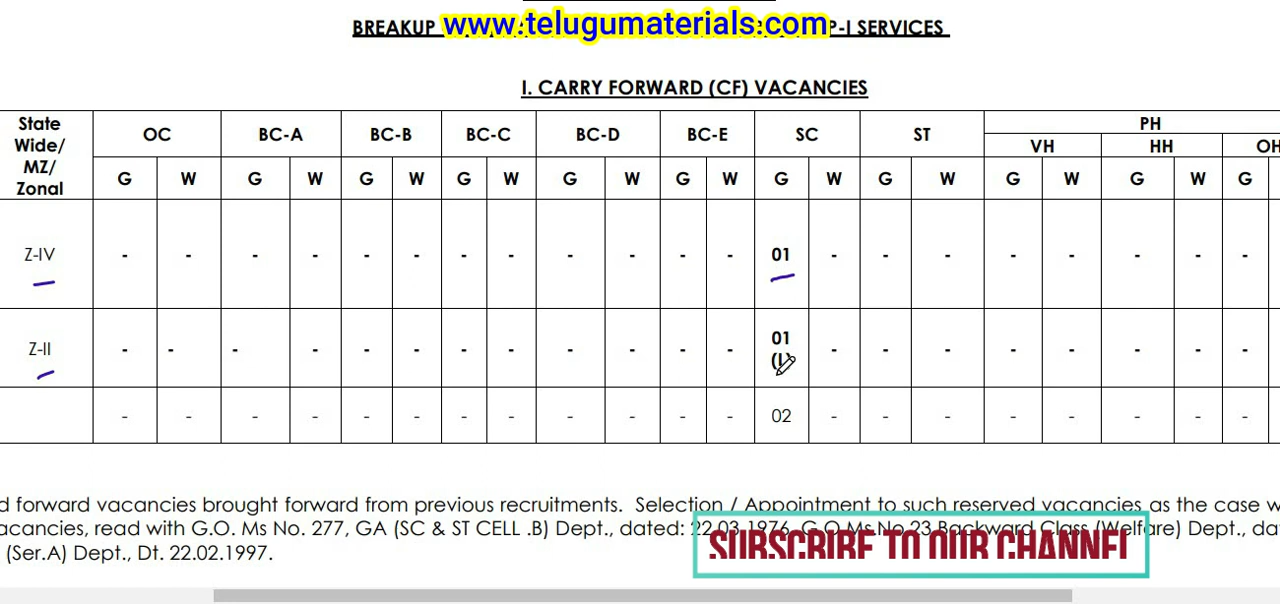 BREAKUP www.telugumaterials.com P-I SERVICES
I. CARRY FORWARD (CF) VACANCIES
State Wide/ MZ/ Zonal OC BC-A BC-B BC-C BC-D BC-E SC ST PH
VH HH OH
G W G W G W G W G W G W G W G W G W G W G
Z-IV - - - - - - - - - - - - 01 - - - - - - - -
Z-II - - - - - - - - - - - - 01 - - - - - - - -
- - - - - - - - - - - - 02 - - - - - - - -
d forward vacancies brought forward from previous recruitments. Selection / Appointment to such reserved vacancies as the case w
acancies, read with G.O. Ms No. 277, GA (SC & ST CELL .B) Dept., dated: 22.03.1976, G.O.Ms.No.23 Backward Class (Welfare) Dept., da
(Ser.A) Dept., Dt. 22.02.1997.
SUBSCRIBE TO OUR CHANNEL